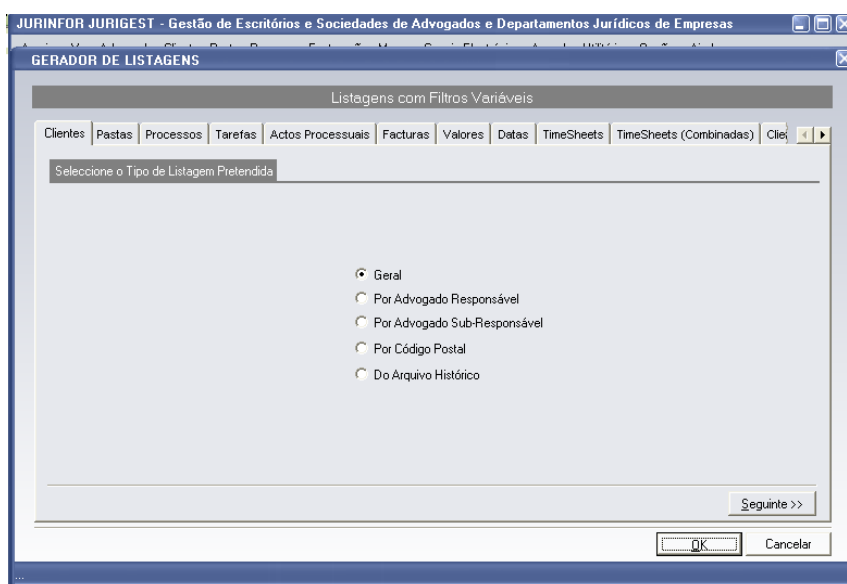 JURINFOR JURIGEST - Gestão de Escritórios e Sociedades de Advogados e Departamentos Jurídicos de Empresas
GERADOR DE LISTAGENS
Listagens com Filtros Variáveis
Clientes Pastas Processos Tarefas Actos Processuais Facturas Valores Datas TimeSheets TimeSheets (Combinadas)
Seleccione o Tipo de Listagem Pretendida
Geral
Por Advogado Responsável
Por Advogado Sub-Responsável
Por Código Postal
Do Arquivo Histórico
Seguinte >>
OK Cancelar
...